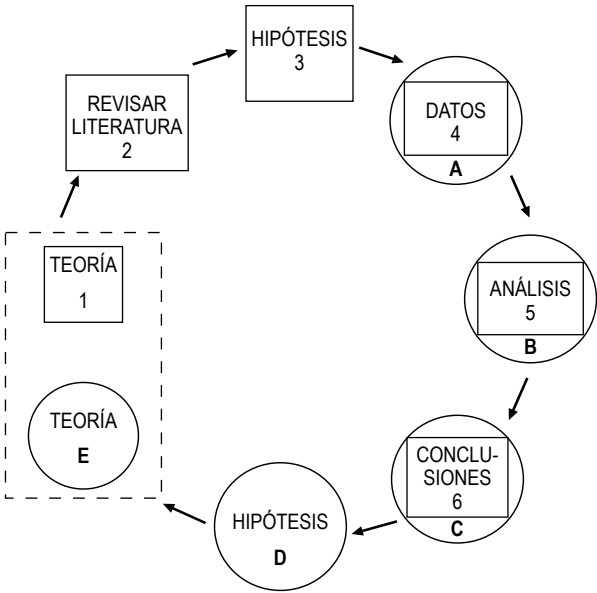 HIPÓTESIS
3
REVISAR
LITERATURA
2
DATOS
4
A
TEORÍA
1
ANÁLISIS
5
B
TEORÍA
E
CONCLU-
SIONES
6
C
HIPÓTESIS
D